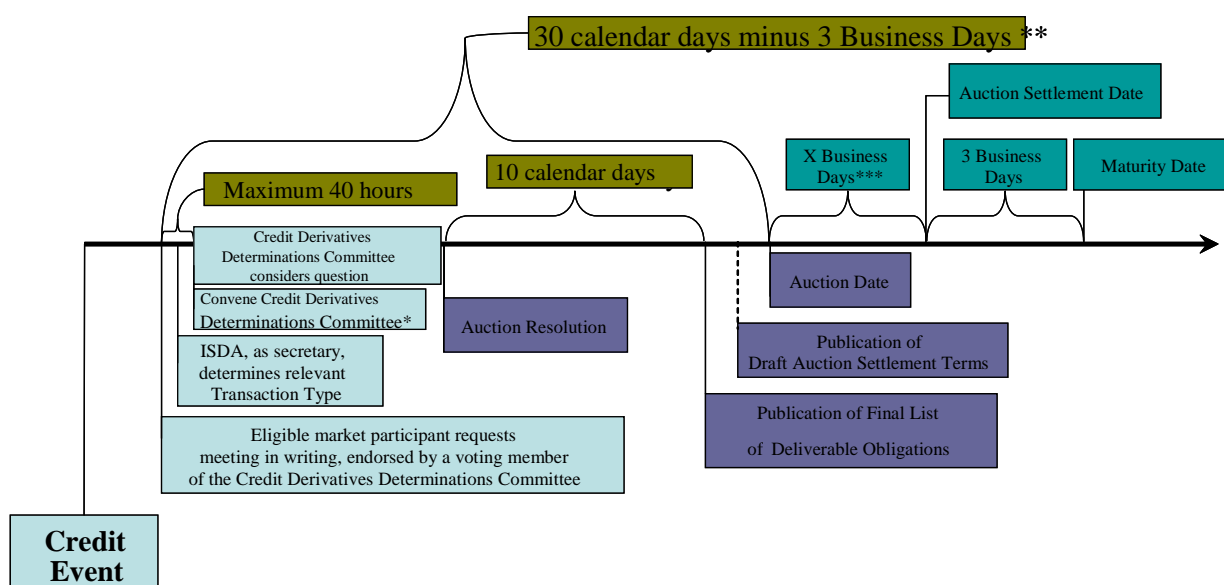 30 calendar days minus 3 Business Days **
Auction Settlement Date
X Business
Days***
3 Business
Days
Maturity Date
10 calendar days
Maximum 40 hours
Credit Derivatives
Determinations Committee
considers question
Convene Credit Derivatives
Determinations Committee*
ISDA, as secretary,
determines relevant
Transaction Type
Eligible market participant requests
meeting in writing, endorsed by a voting member
of the Credit Derivatives Determinations Committee
Auction Resolution
Auction Date
Publication of
Draft Auction Settlement Terms
Publication of Final List
of Deliverable Obligations
Credit
Event